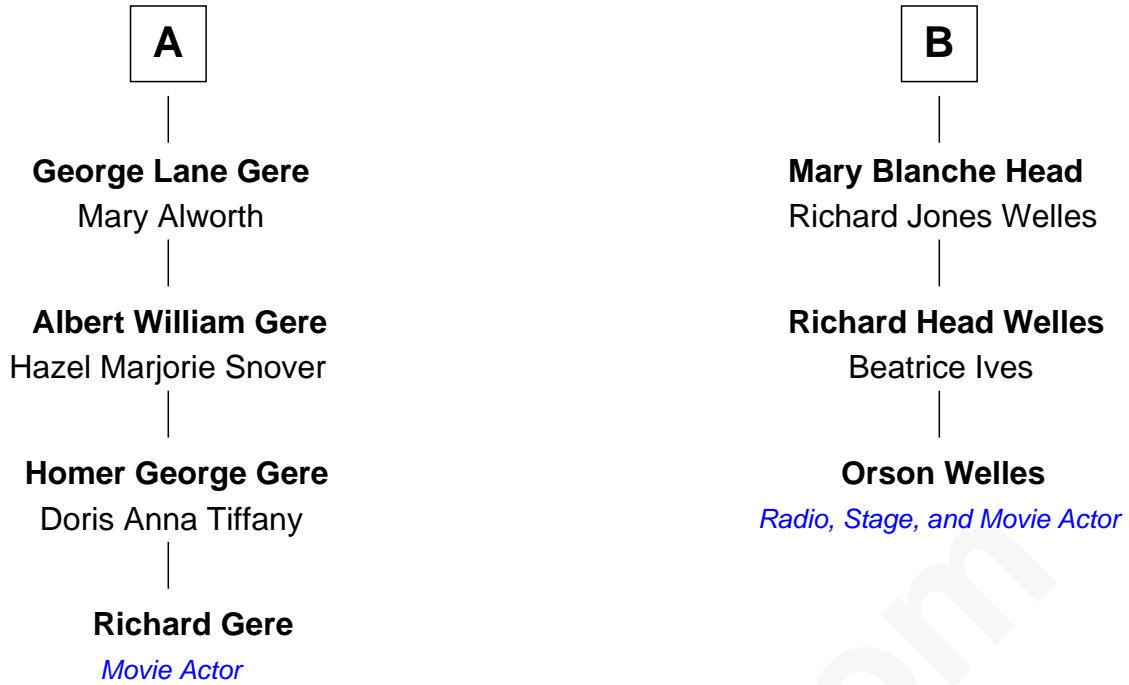 A
George Lane Gere
Mary Alworth
Albert William Gere
Hazel Marjorie Snover
Homer George Gere
Doris Anna Tiffany
Richard Gere
Movie Actor
B
Mary Blanche Head
Richard Jones Welles
Richard Head Welles
Beatrice Ives
Orson Welles
Radio, Stage, and Movie Actor
om